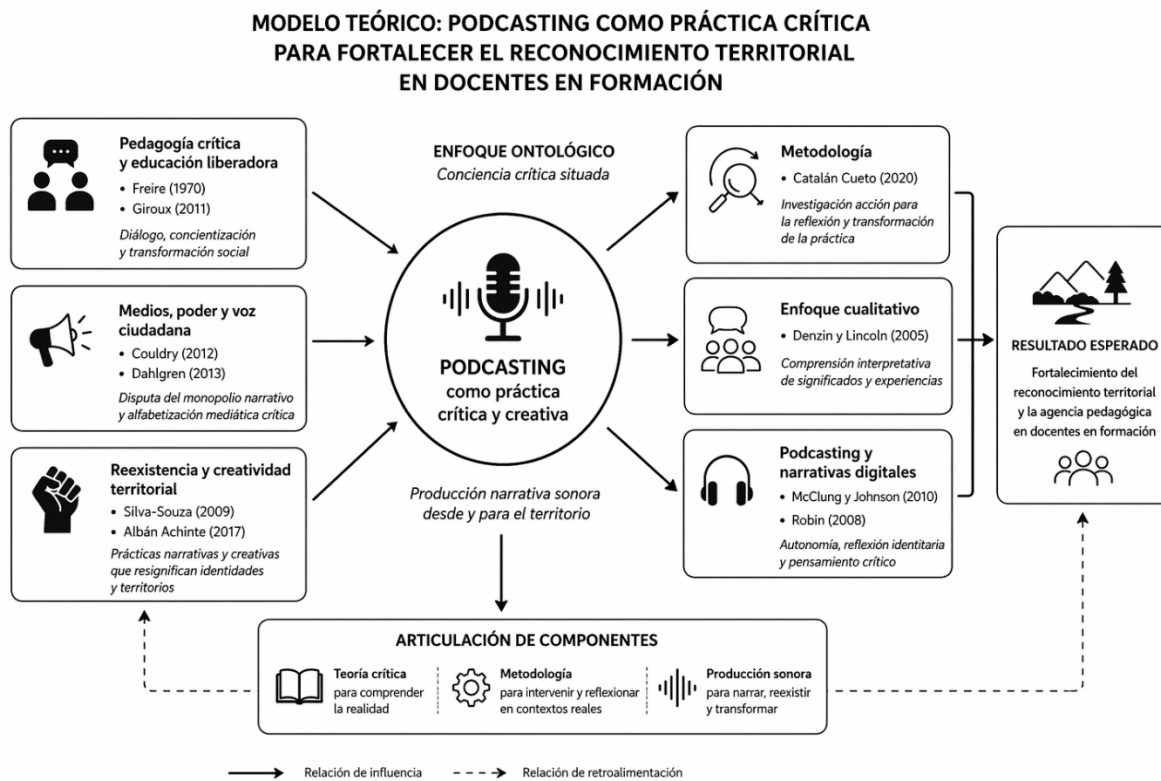 MODELO TEÓRICO: PODCASTING COMO PRÁCTICA CRÍTICA
PARA FORTALECER EL RECONOCIMIENTO TERRITORIAL
EN DOCENTES EN FORMACIÓN
Pedagogía crítica
y educación liberadora
• Freire (1970)
• Giroux (2011)
Diálogo, concientización
y transformación social
Medios, poder y voz
ciudadana
• Couldry (2012)
• Dahlgren (2013)
Disputa del monopolio narrativo
y alfabetización mediática crítica
Reexistencia y creatividad
territorial
• Silva-Souza (2009)
• Albán Achinte (2017)
Prácticas narrativas y creativas
que resignifican identidades
y territorios
ENFOQUE ONTOLÓGICO
Conciencia crítica situada
PODCASTING
como práctica
crítica y creativa
Producción narrativa sonora
desde y para el territorio
Metodología
• Catalán Cueto (2020)
Investigación acción para
la reflexión y transformación
de la práctica
Enfoque cualitativo
• Denzin y Lincoln (2005)
Comprensión interpretativa
de significados y experiencias
Podcasting y
narrativas digitales
• McClung y Johnson (2010)
• Robin (2008)
Autonomía, reflexión identitaria
y pensamiento crítico
RESULTADO ESPERADO
Fortalecimiento del
reconocimiento territorial
y la agencia pedagógica
en docentes en formación
ARTICULACIÓN DE COMPONENTES
Teoría crítica
para comprender
la realidad
Metodología
para intervenir y reflexionar
en contextos reales
Producción sonora
para narrar, reexistir
y transformar
Relación de influencia
Relación de retroalimentación